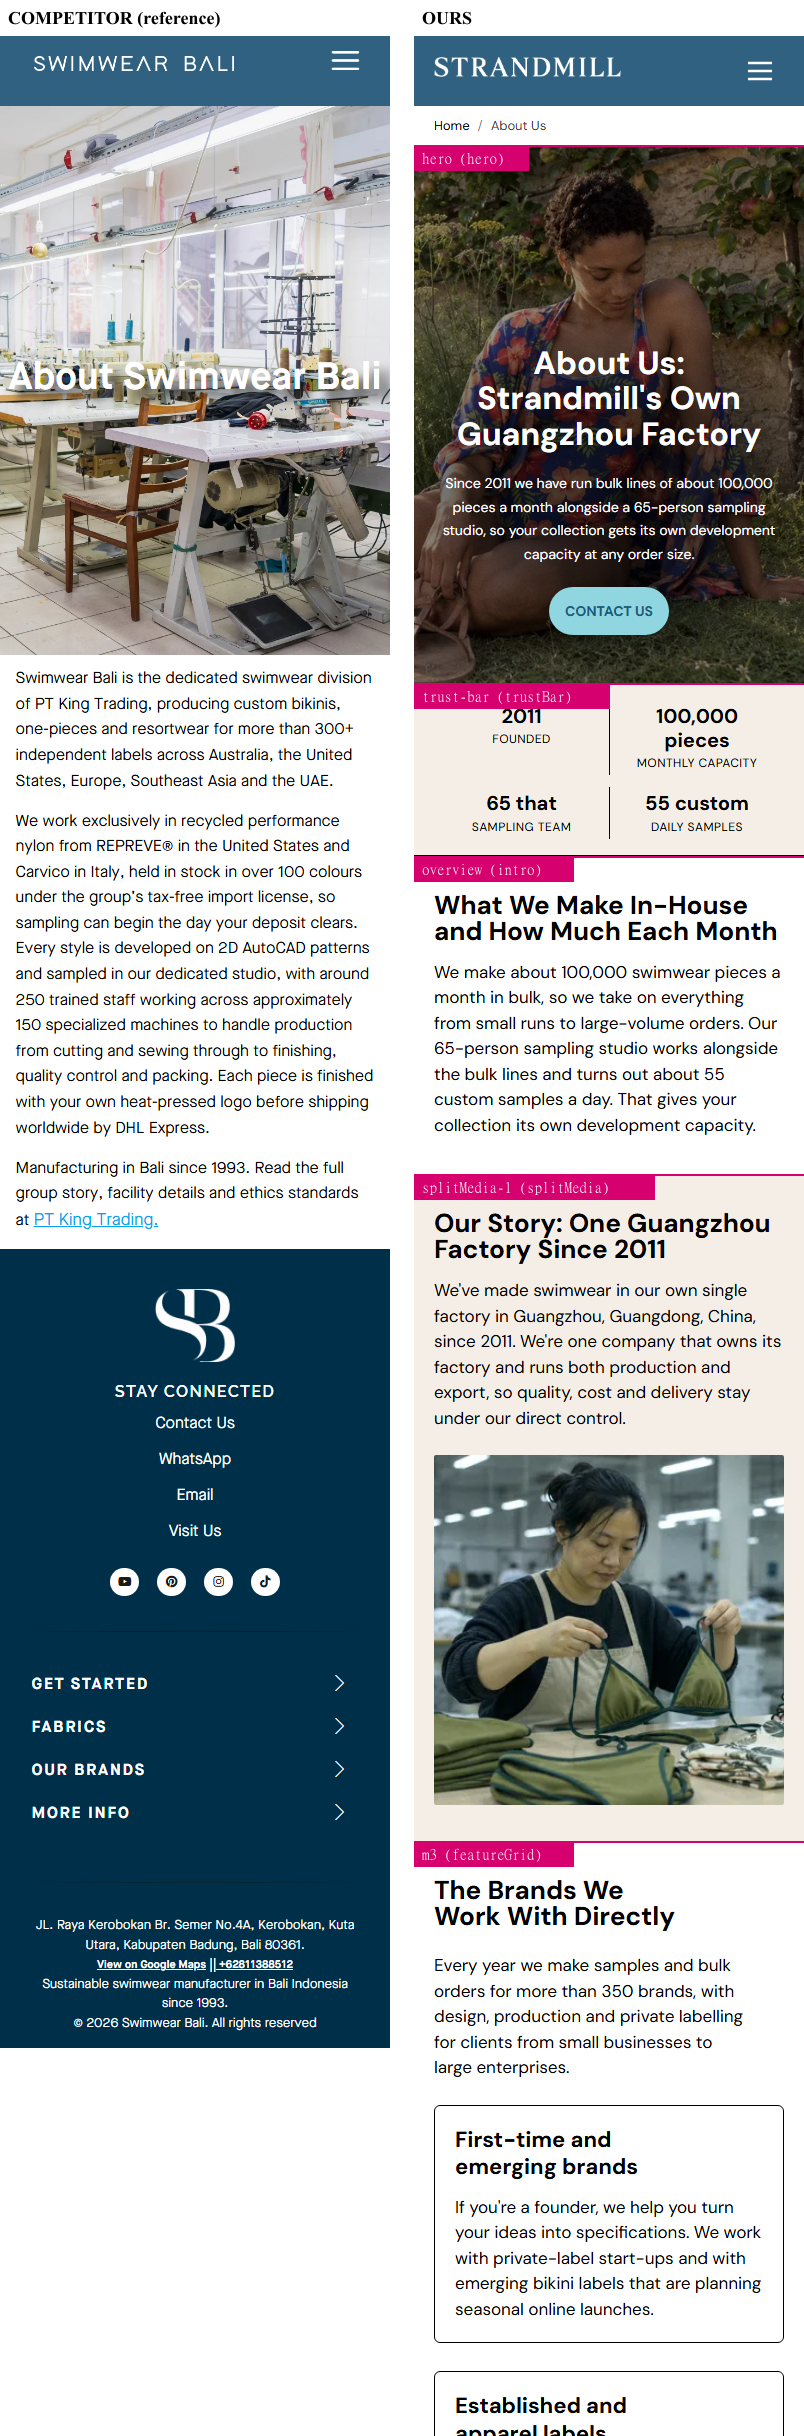 COMPETITOR (reference)
SWIMWEAR BALI
About Swimwear Bali
Swimwear Bali is the dedicated swimwear division
of PT King Trading, producing custom bikinis,
one-pieces and resortwear for more than 300+
independent labels across Australia, the United
States, Europe, Southeast Asia and the UAE.
We work exclusively in recycled performance
nylon from REPREVE® in the United States and
Carvico in Italy, held in stock in over 100 colours
under the group's tax-free import license, so
sampling can begin the day your deposit clears.
Every style is developed on 2D AutoCAD patterns
and sampled in our dedicated studio, with around
250 trained staff working across approximately
150 specialized machines to handle production
from cutting and sewing through to finishing,
quality control and packing. Each piece is finished
with your own heat-pressed logo before shipping
worldwide by DHL Express.
Manufacturing in Bali since 1993. Read the full
group story, facility details and ethics standards
at PT King Trading.
SB
STAY CONNECTED
Contact Us
WhatsApp
Email
Visit Us
GET STARTED
FABRICS
OUR BRANDS
MORE INFO
JL. Raya Kerobokan Br. Semer No.4A, Kerobokan, Kuta
Utara, Kabupaten Badung, Bali 80361.
View on Google Maps || +62811388512
Sustainable swimwear manufacturer in Bali Indonesia
since 1993.
© 2026 Swimwear Bali. All rights reserved
OURS
STRANDMILL
Home / About Us
hero (hero)
About Us:
Strandmill's Own
Guangzhou Factory
Since 2011 we have run bulk lines of about 100,000
pieces a month alongside a 65-person sampling
studio, so your collection gets its own development
capacity at any order size.
CONTACT US
trust-bar (trustBar)
2011
FOUNDED
100,000
pieces
MONTHLY CAPACITY
65 that
SAMPLING TEAM
55 custom
DAILY SAMPLES
overview (intro)
What We Make In-House
and How Much Each Month
We make about 100,000 swimwear pieces a
month in bulk, so we take on everything
from small runs to large-volume orders. Our
65-person sampling studio works alongside
the bulk lines and turns out about 55
custom samples a day. That gives your
collection its own development capacity.
splitMedia-1 (splitMedia)
Our Story: One Guangzhou
Factory Since 2011
We've made swimwear in our own single
factory in Guangzhou, Guangdong, China,
since 2011. We're one company that owns its
factory and runs both production and
export, so quality, cost and delivery stay
under our direct control.
m3 (featureGrid)
The Brands We
Work With Directly
Every year we make samples and bulk
orders for more than 350 brands, with
design, production and private labelling
for clients from small businesses to
large enterprises.
First-time and
emerging brands
If you're a founder, we help you turn
your ideas into specifications. We work
with private-label start-ups and with
emerging bikini labels that are planning
seasonal online launches.
Established and
apparel labels